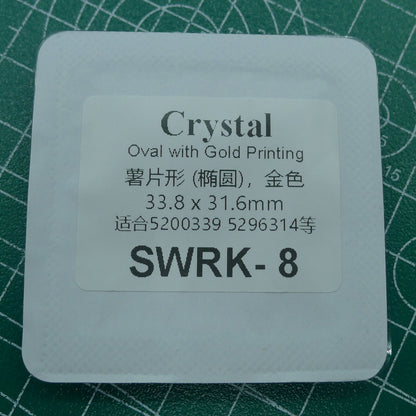 Crystal
Oval with Gold Printing
薯片形 (椭圆)，金色
33.8 x 31.6mm
适合5200339 5296314等
SWRK- 8